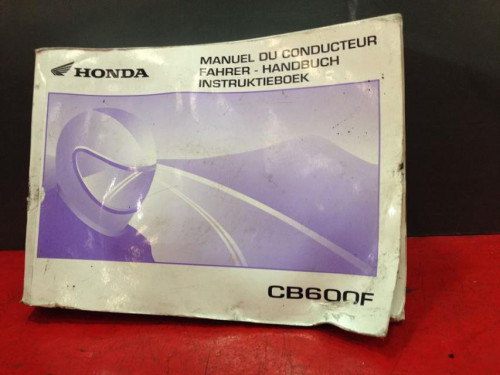 HONDA
MANUEL DU CONDUCTEUR
FAHRER - HANDBUCH
INSTRUKTIEBOEK
CB600F